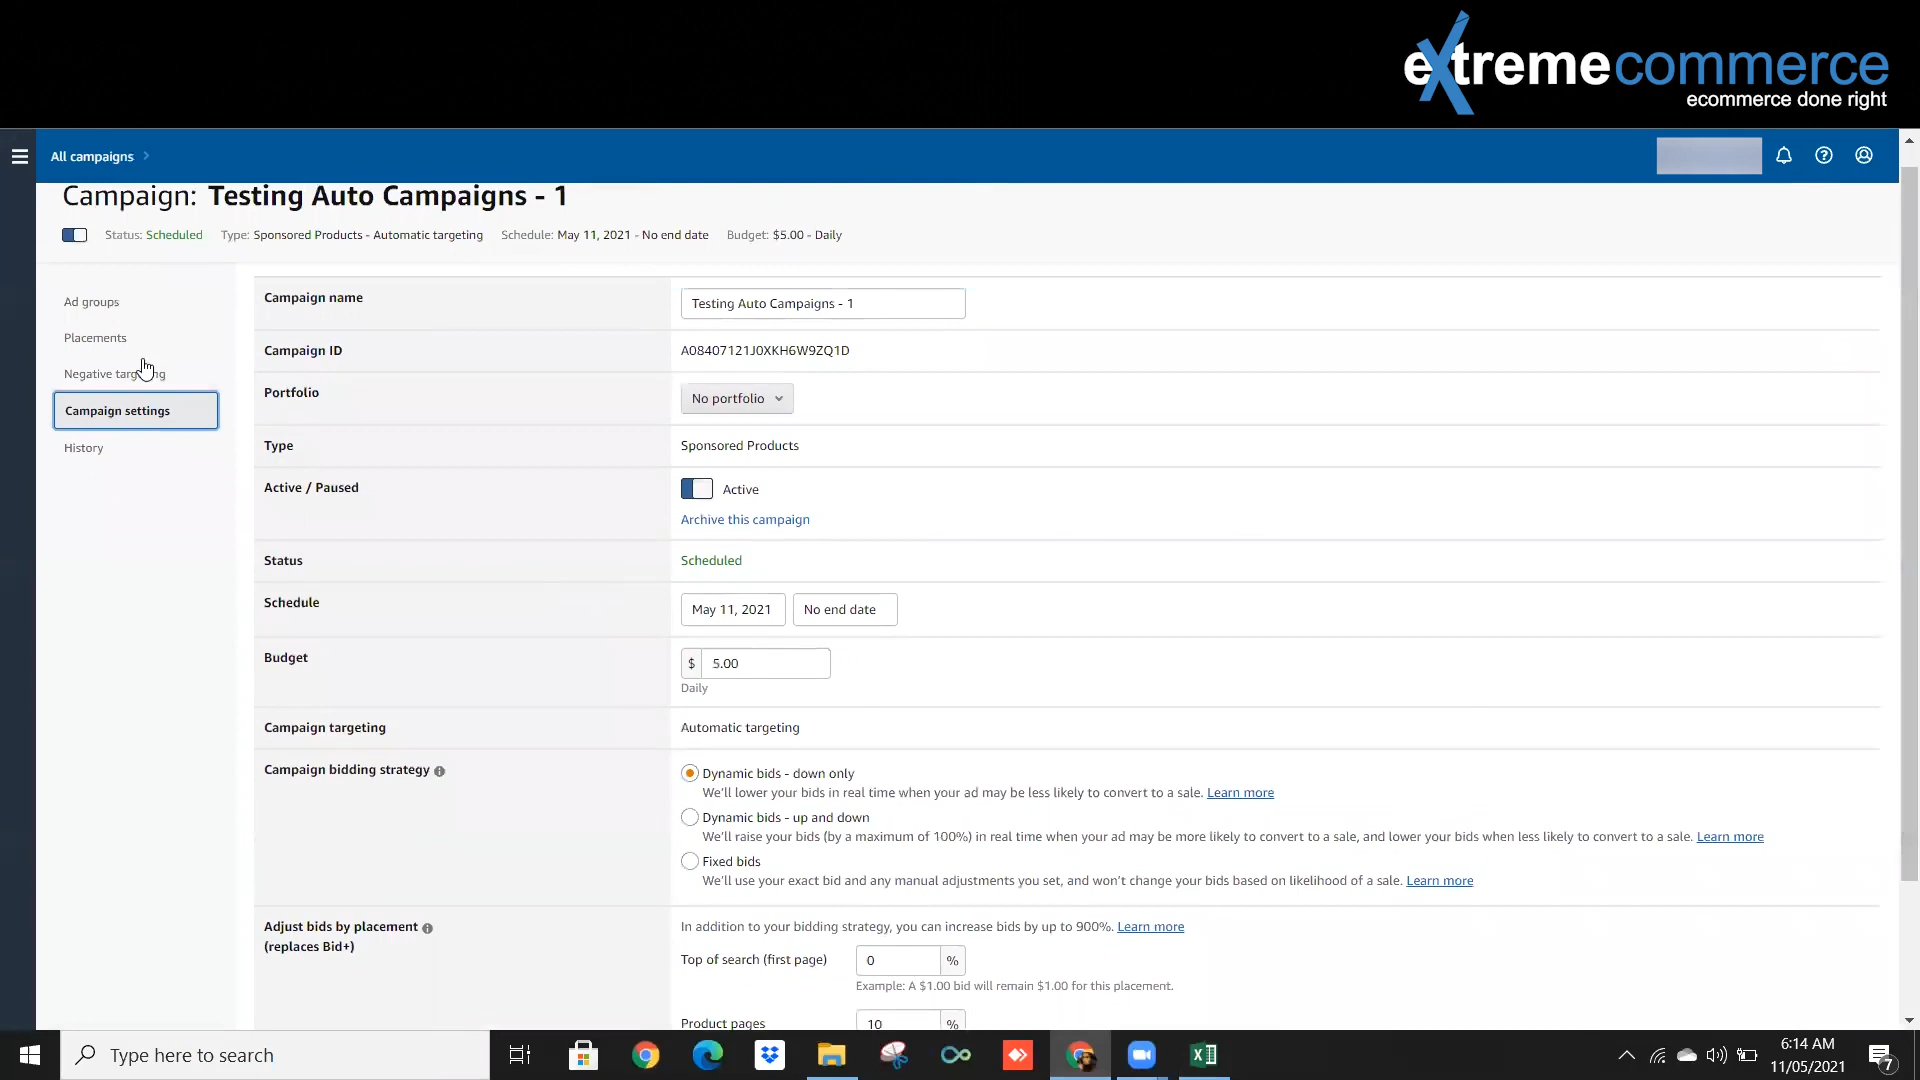 extremecommerce
ecommerce done right
All campaigns
Campaign: Testing Auto Campaigns - 1
Status: Scheduled Type: Sponsored Products - Automatic targeting Schedule: May 11, 2021 - No end date Budget: $5.00 - Daily
Ad groups
Placements
Negative targeting
Campaign settings
History
Campaign name Testing Auto Campaigns - 1
Campaign ID A08407121J0XKH6W9ZQ1D
Portfolio No portfolio
Type Sponsored Products
Active / Paused Active
Archive this campaign
Status Scheduled
Schedule May 11, 2021 No end date
Budget $ 5.00
Daily
Campaign targeting Automatic targeting
Campaign bidding strategy Dynamic bids - down only
We'll lower your bids in real time when your ad may be less likely to convert to a sale. Learn more
Dynamic bids - up and down
We'll raise your bids (by a maximum of 100%) in real time when your ad may be more likely to convert to a sale, and lower your bids when less likely to convert to a sale. Learn more
Fixed bids
We'll use your exact bid and any manual adjustments you set, and won't change your bids based on likelihood of a sale. Learn more
Adjust bids by placement In addition to your bidding strategy, you can increase bids by up to 900%. Learn more
(replaces Bid+)
Top of search (first page) 0 %
Example: A $1.00 bid will remain $1.00 for this placement.
Product pages 10 %
Type here to search
6:14 AM
11/05/2021
7